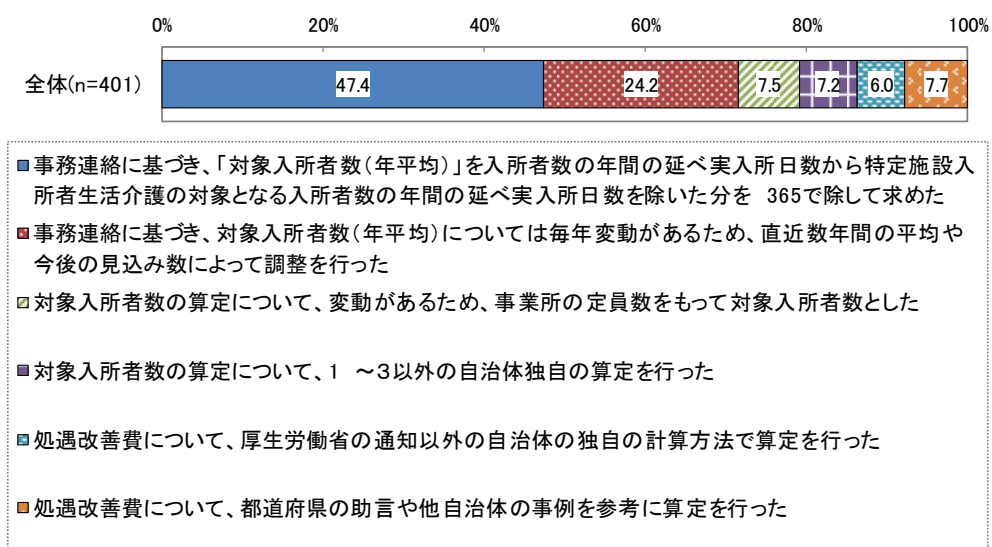 0% 20% 40% 60% 80% 100%
全体(n=401) 47.4 24.2 7.5 7.2 6.0 7.7
事務連絡に基づき、「対象入所者数(年平均)」を入所者数の年間の延べ実入所日数から特定施設入
所者生活介護の対象となる入所者数の年間の延べ実入所日数を除いた分を 365で除して求めた
事務連絡に基づき、対象入所者数(年平均)については毎年変動があるため、直近数年間の平均や
今後の見込み数によって調整を行った
対象入所者数の算定について、変動があるため、事業所の定員数をもって対象入所者数とした
対象入所者数の算定について、1 ~3以外の自治体独自の算定を行った
処遇改善費について、厚生労働省の通知以外の自治体の独自の計算方法で算定を行った
処遇改善費について、都道府県の助言や他自治体の事例を参考に算定を行った